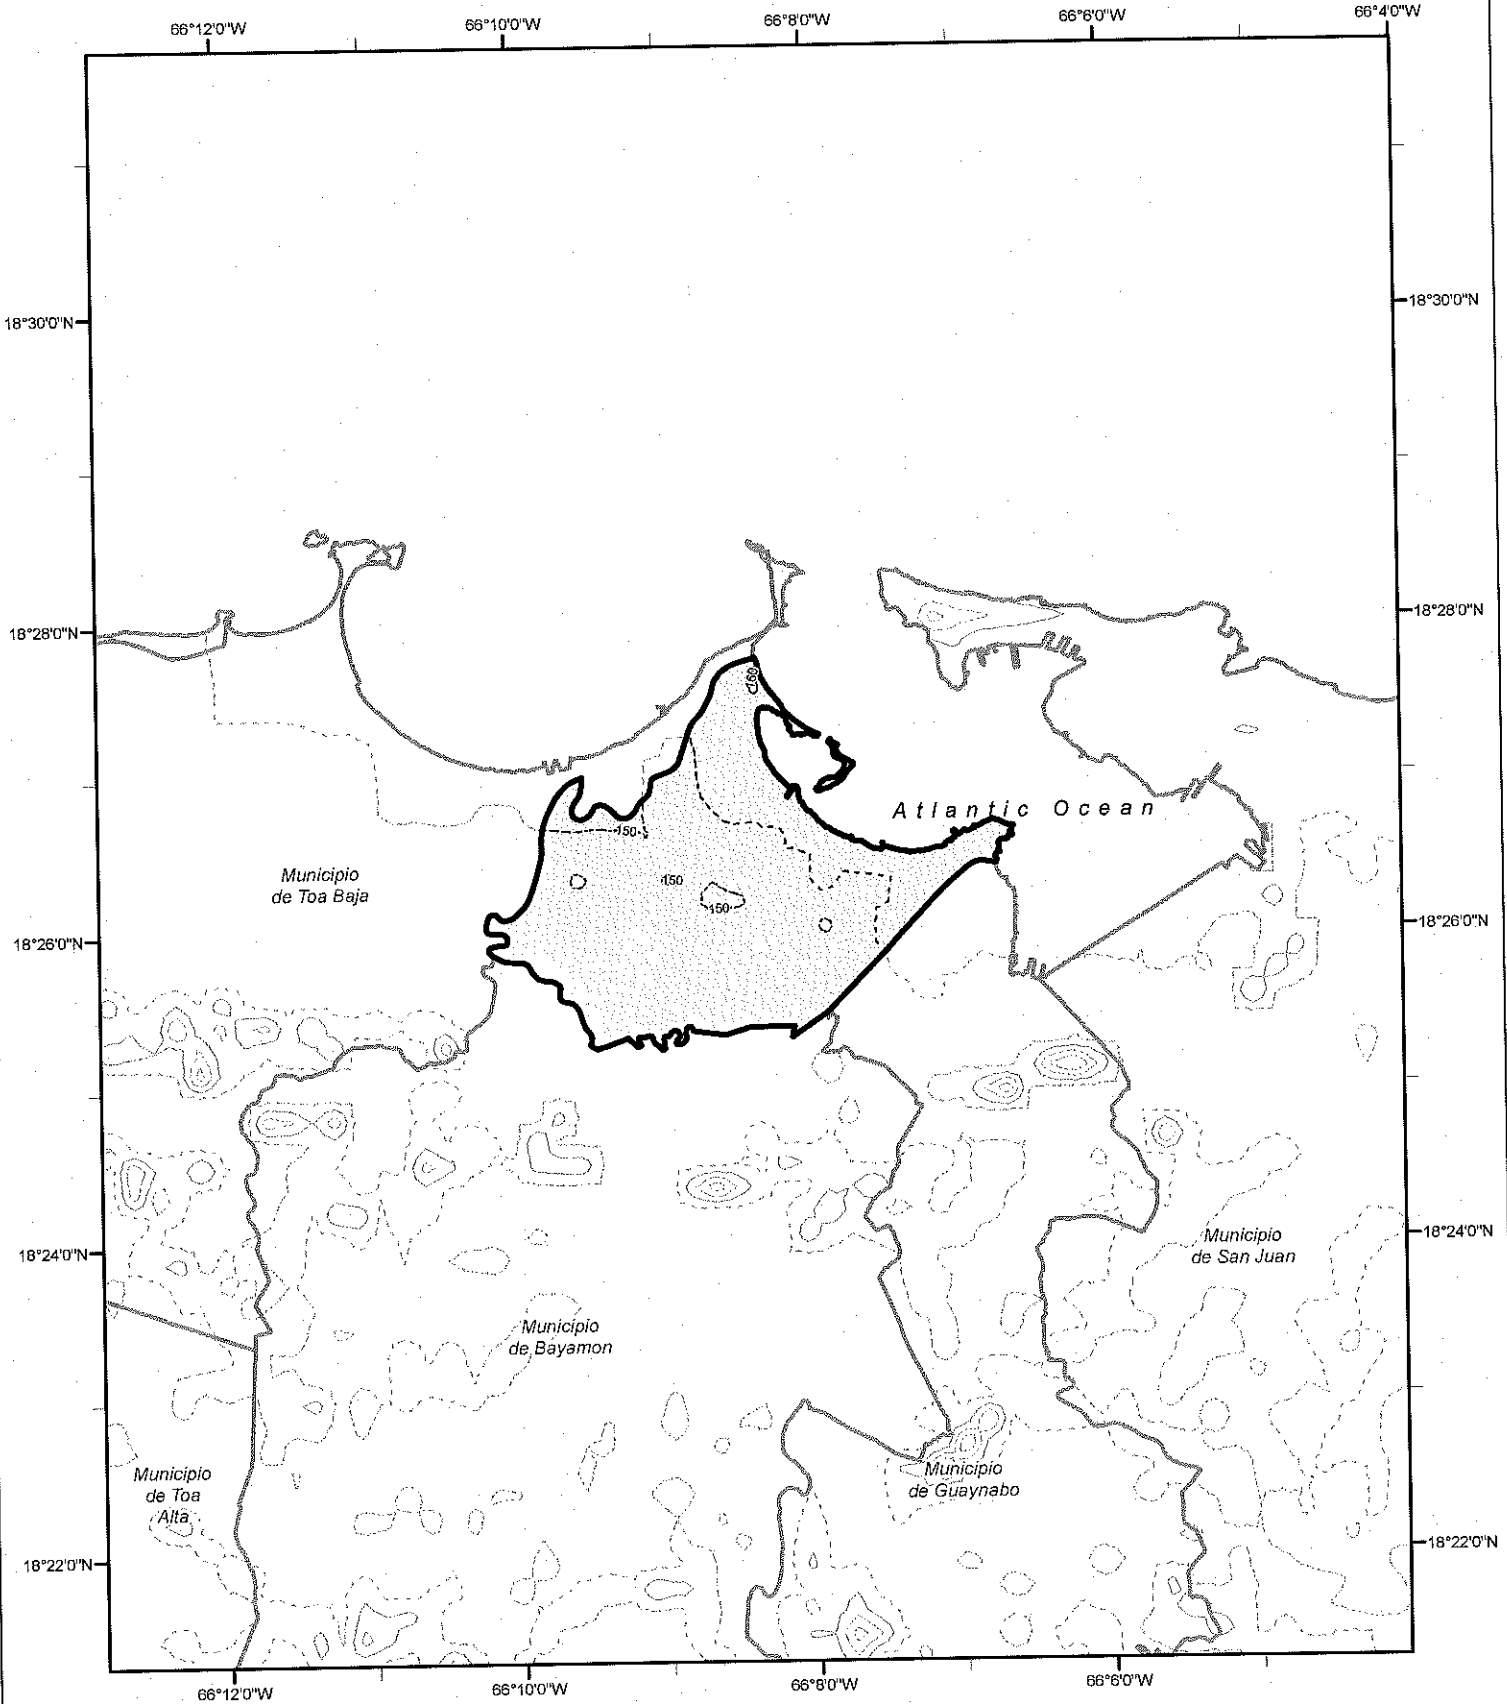 66°12'0"W
66°10'0"W
66°8'0"W
66°6'0"W
66°4'0"W
18°30'0"N
18°30'0"N
18°28'0"N
18°28'0"N
160
Atlantic Ocean
150
Municipio
de Toa Baja
150
150
18°26'0"N
18°26'0"N
18°24'0"N
18°24'0"N
Municipio
de San Juan
Municipio
de Bayamon
Municipio
de Toa
Alta
Municipio
de Guaynabo
18°22'0"N
18°22'0"N
66°12'0"W
66°10'0"W
66°8'0"W
66°6'0"W